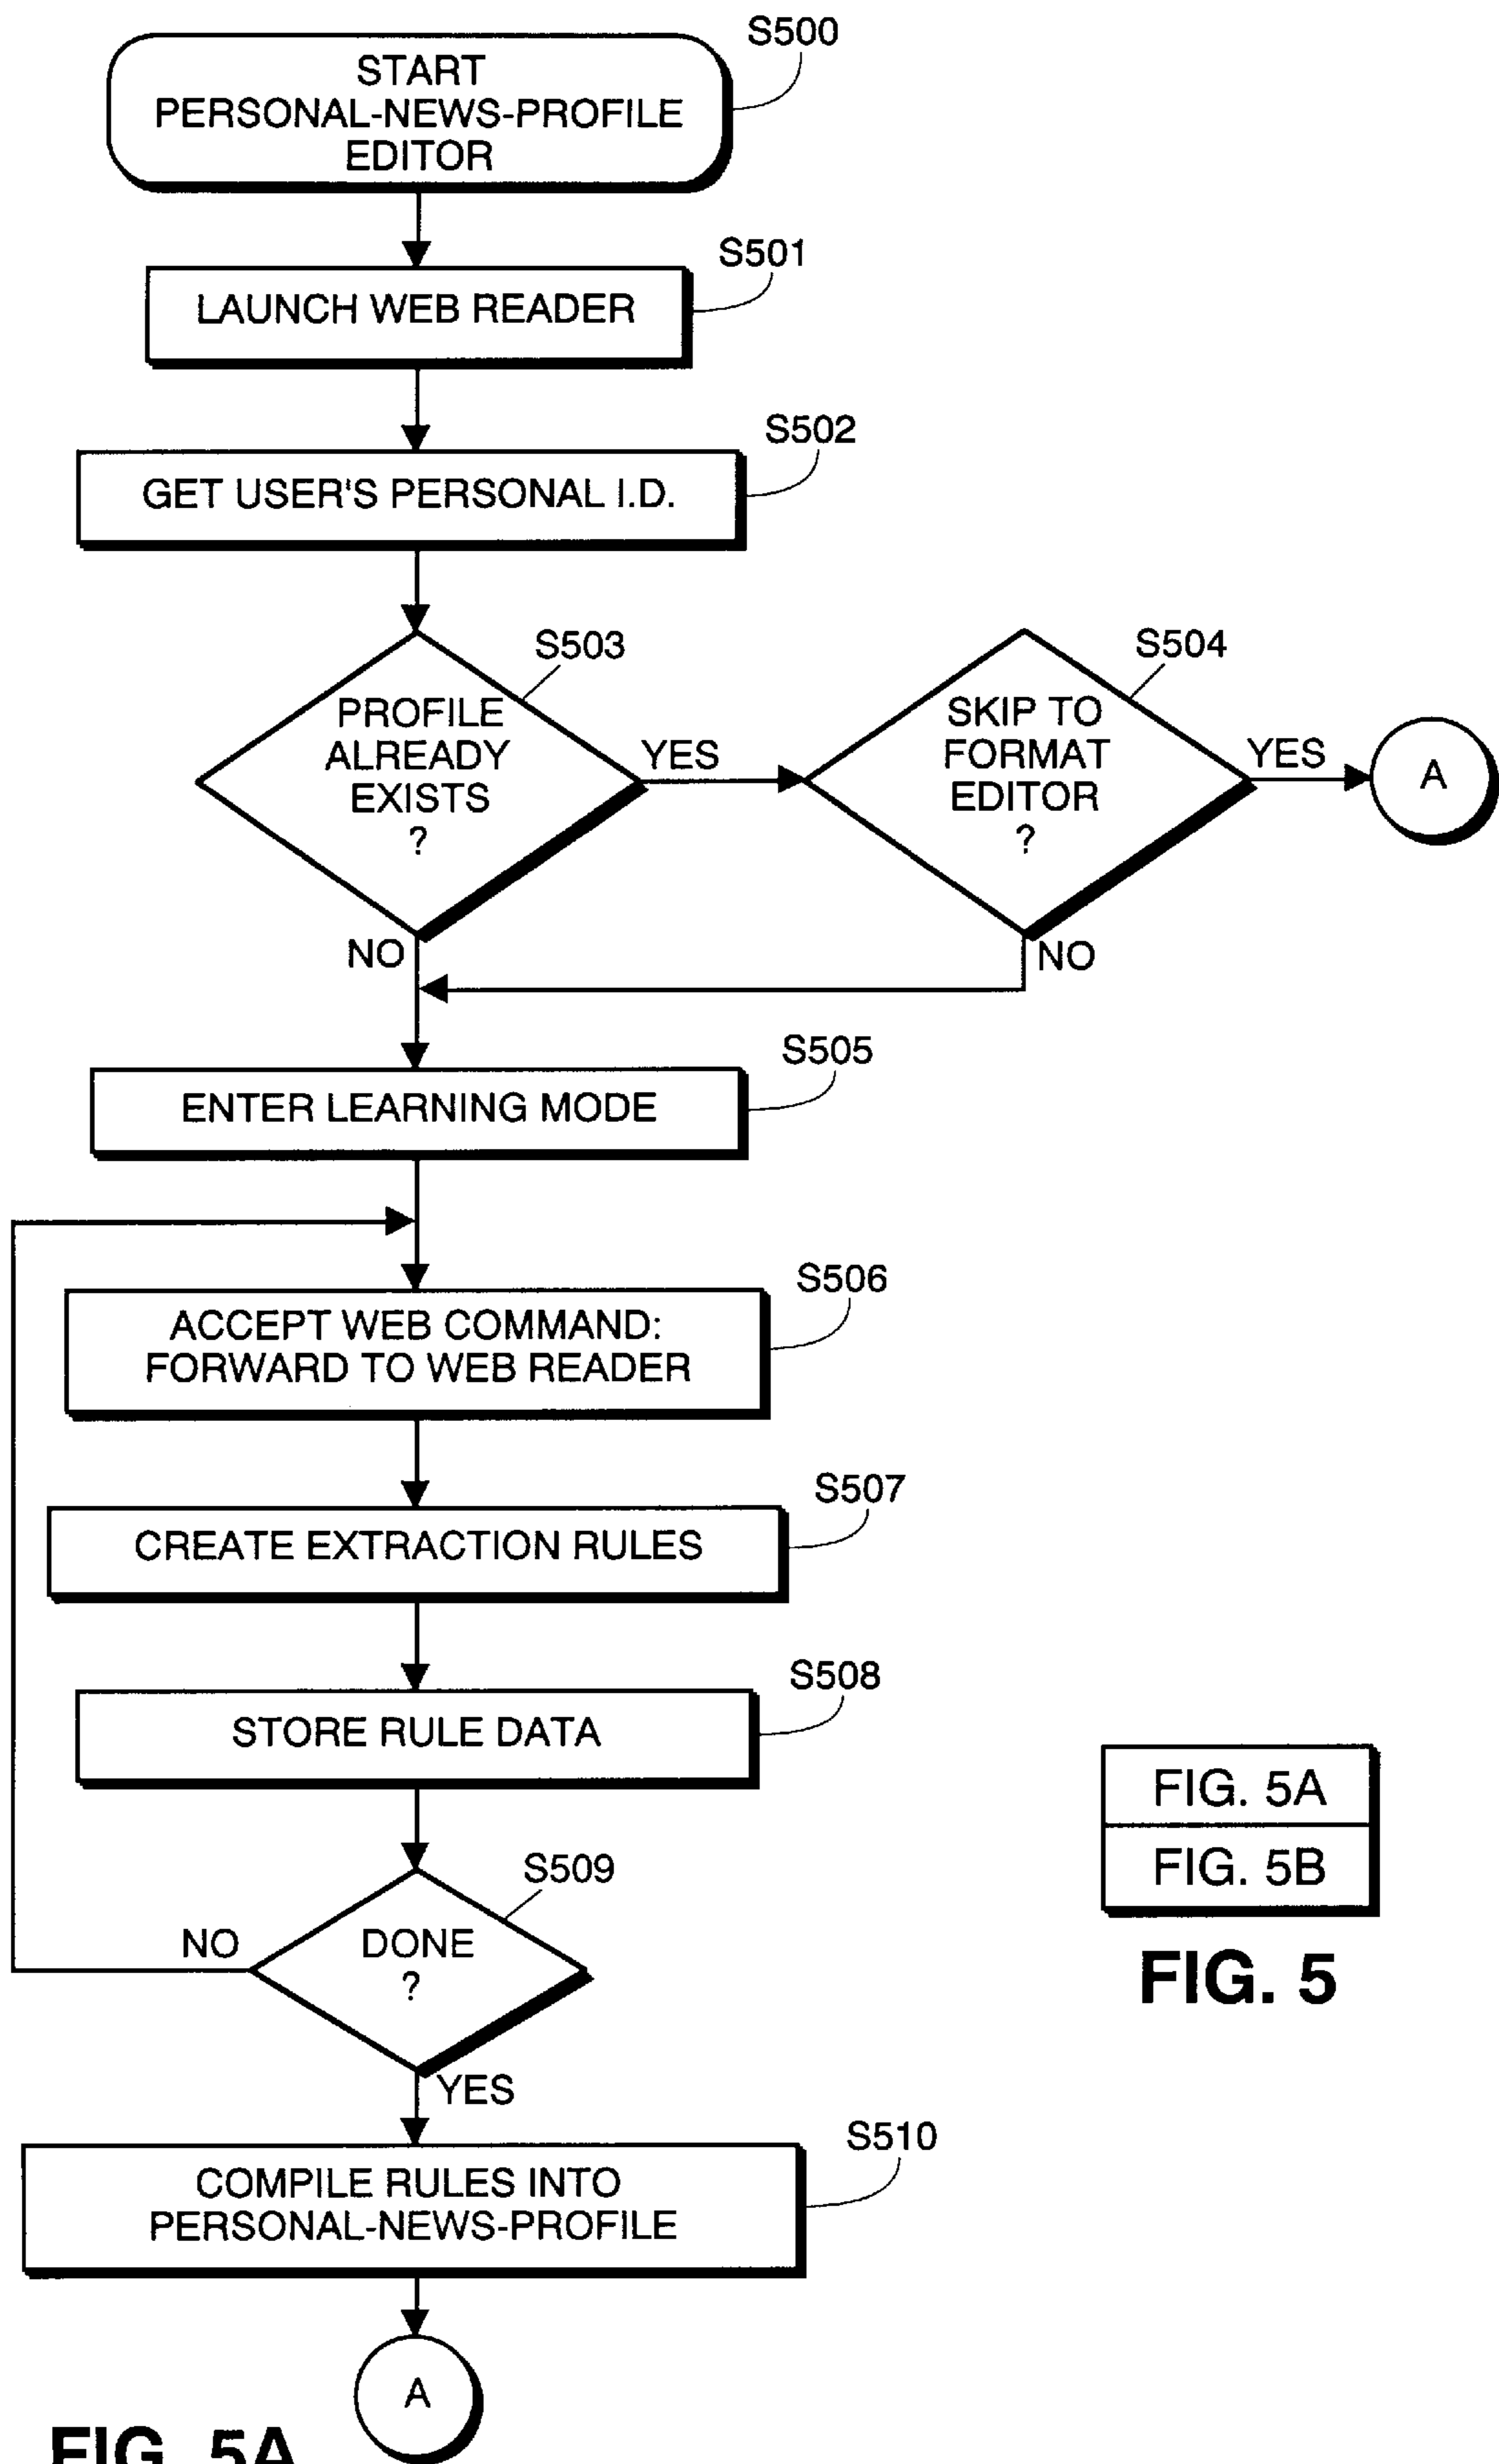 S500
START
PERSONAL-NEWS-PROFILE
EDITOR
S501
LAUNCH WEB READER
S502
GET USER'S PERSONAL I.D.
S503
PROFILE
ALREADY
EXISTS
?
YES
NO
S504
SKIP TO
FORMAT
EDITOR
?
YES
NO
A
S505
ENTER LEARNING MODE
S506
ACCEPT WEB COMMAND:
FORWARD TO WEB READER
S507
CREATE EXTRACTION RULES
S508
STORE RULE DATA
S509
DONE
?
NO
YES
S510
COMPILE RULES INTO
PERSONAL-NEWS-PROFILE
A
FIG. 5A
FIG. 5B
FIG. 5
FIG. 5A